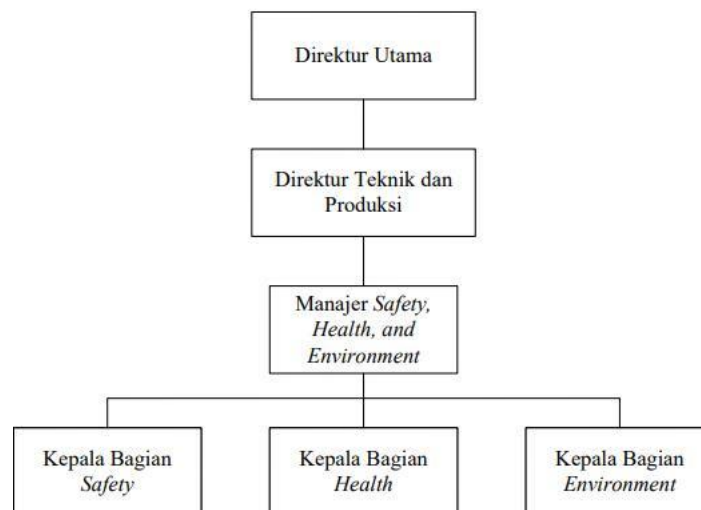 Direktur Utama
Direktur Teknik dan
Produksi
Manajer Safety,
Health, and
Environment
Kepala Bagian
Safety
Kepala Bagian
Health
Kepala Bagian
Environment